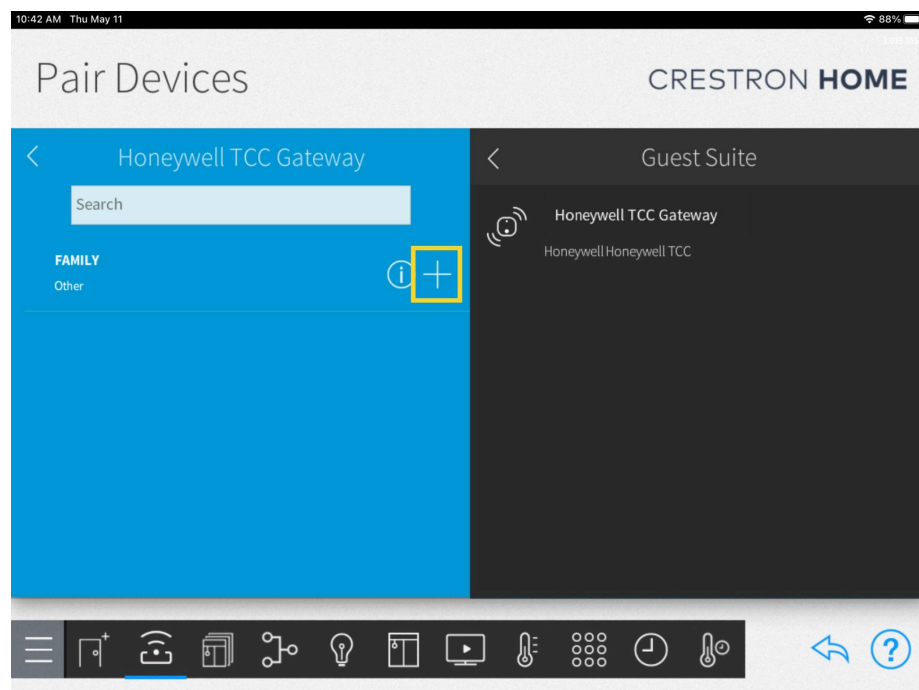 10:42 AM Thu May 11
88%
Pair Devices
CRESTRON HOME
Honeywell TCC Gateway
Search
FAMILY
Other
i
Guest Suite
Honeywell TCC Gateway
Honeywell Honeywell TCC
?